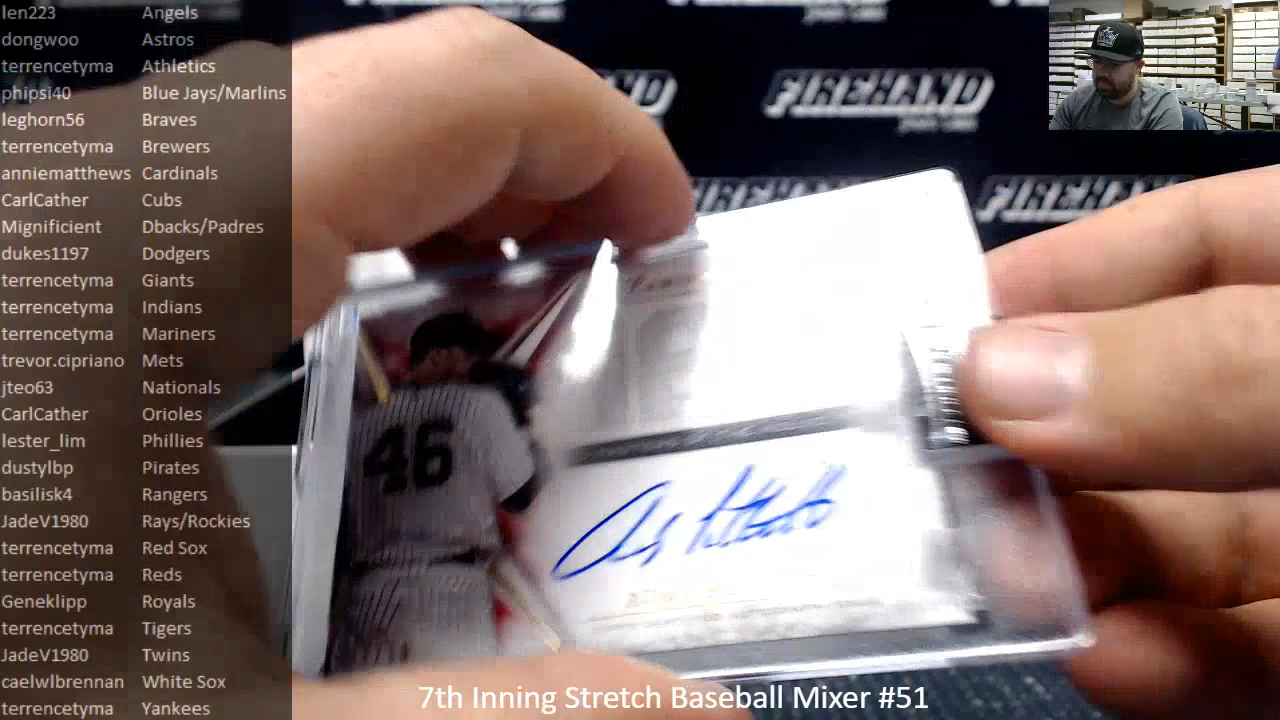 len223 Angels
dongwoo Astros
terrencetyma Athletics
phipsi40 Blue Jays/Marlins
leghorn56 Braves
terrencetyma Brewers
anniematthews Cardinals
CarlCather Cubs
Mignificient Dbacks/Padres
dukes1197 Dodgers
terrencetyma Giants
terrencetyma Indians
terrencetyma Mariners
trevor.cipriano Mets
jteo63 Nationals
CarlCather Orioles
lester_lim Phillies
dustylbp Pirates
basilisk4 Rangers
JadeV1980 Rays/Rockies
terrencetyma Red Sox
terrencetyma Reds
Geneklipp Royals
terrencetyma Tigers
JadeV1980 Twins
caelwlbrennan White Sox
terrencetyma Yankees
FIREHAND
FIREHAND
FIREHAND
46
7th Inning Stretch Baseball Mixer #51